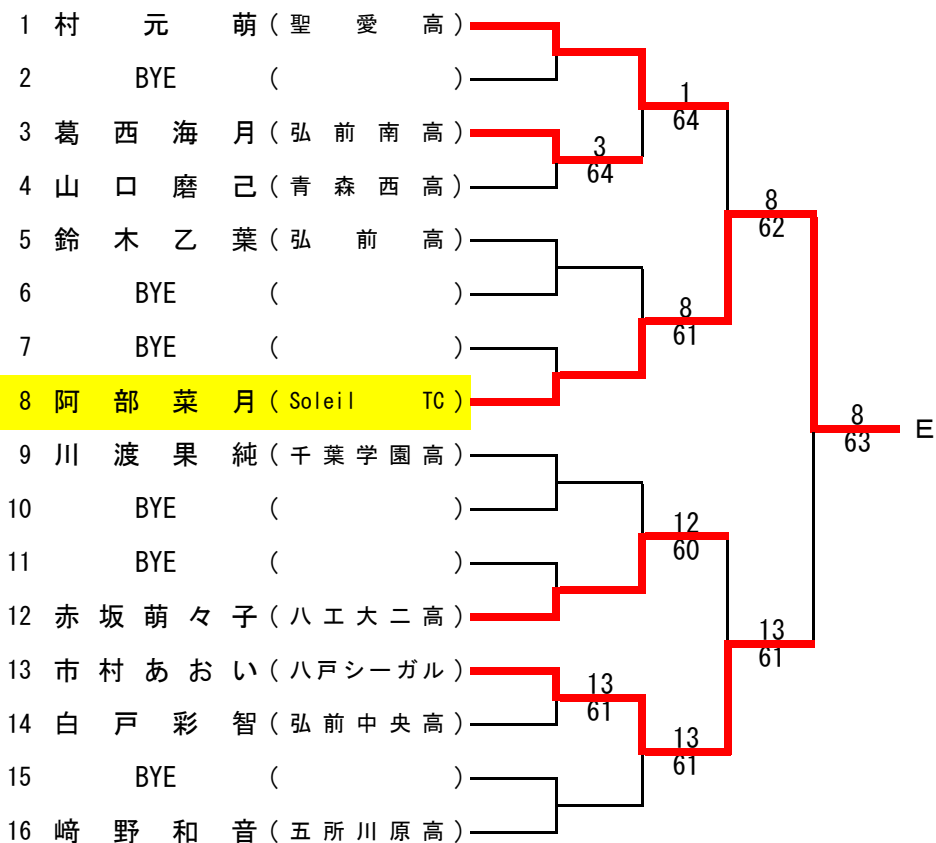 1 村元萌(聖愛高)
2 BYE ( )
3 葛西海月(弘前南高)
4 山口磨己(青森西高)
5 鈴木乙葉(弘前高)
6 BYE ( )
7 BYE ( )
8 阿部菜月(Soleil TC)
9 川渡果純(千葉学園高)
10 BYE ( )
11 BYE ( )
12 赤坂萌々子(八工大二高)
13 市村あおい(八戸シーガル)
14 白戸彩智(弘前中央高)
15 BYE ( )
16 﨑野和音(五所川原高)
3
64
13
61
1
64
8
61
12
60
13
61
8
62
13
61
8
63
E